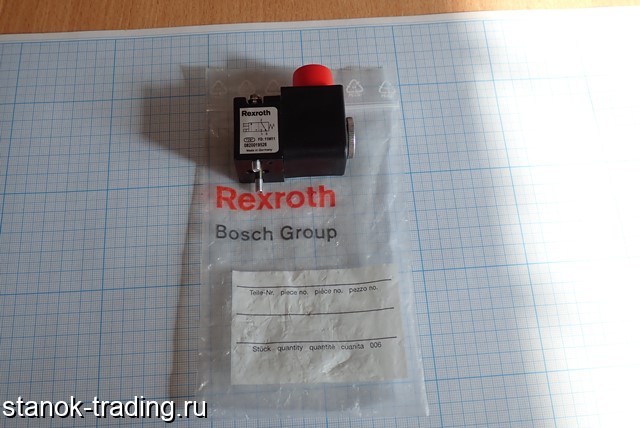 Rexroth
0820019528
Made in Germany
Rexroth
Bosch Group
Teile-Nr. piece no. pièce no. pezzo no.
Stück quantity quantité 006
stanok-trading.ru